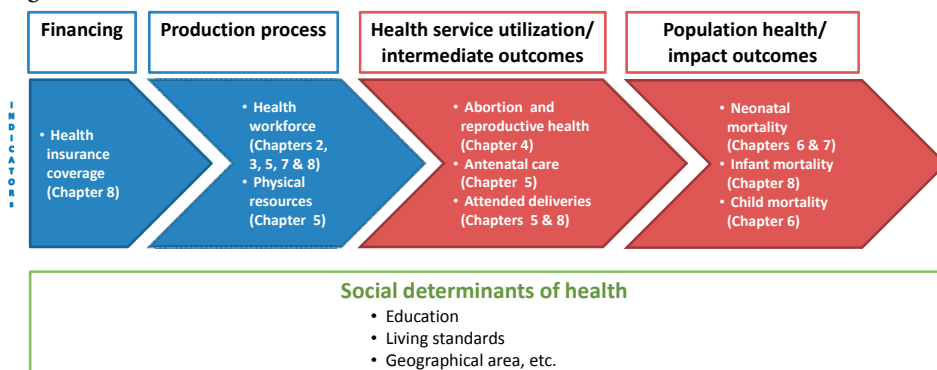 Financing
Production process
Health service utilization/
intermediate outcomes
Population health/
impact outcomes
INDICATORS
• Health
insurance
coverage
(Chapter 8)
• Health
workforce
(Chapters 2,
3, 5, 7 & 8)
• Physical
resources
(Chapter 5)
• Abortion and
reproductive health
(Chapter 4)
• Antenatal care
(Chapter 5)
• Attended deliveries
(Chapters 5 & 8)
• Neonatal
mortality
(Chapters 6 & 7)
• Infant mortality
(Chapter 8)
• Child mortality
(Chapter 6)
Social determinants of health
• Education
• Living standards
• Geographical area, etc.